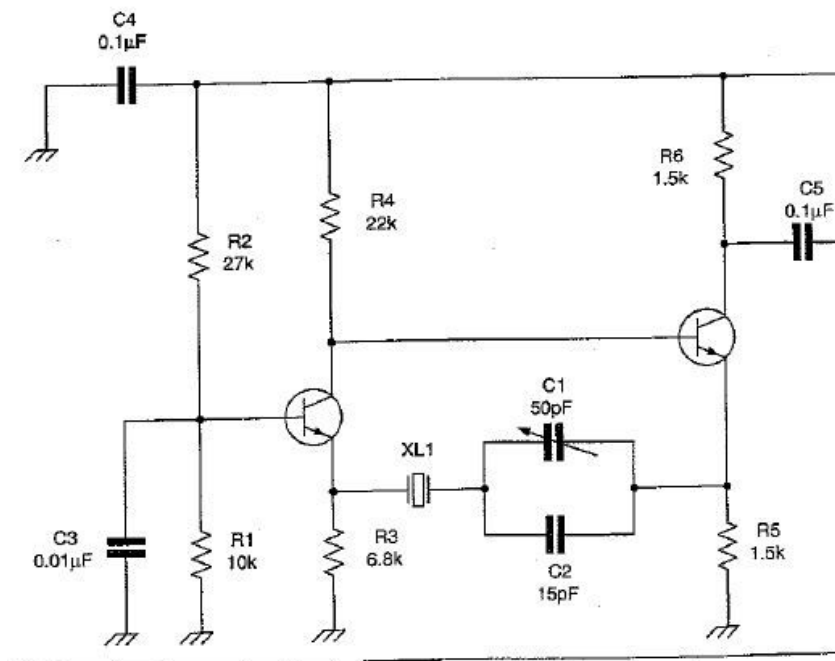 C4
0.1µF
R2
27k
R4
22k
R6
1.5k
C5
0.1µF
C1
50pF
XL1
C3
0.01µF
R1
10k
R3
6.8k
C2
15pF
R5
1.5k